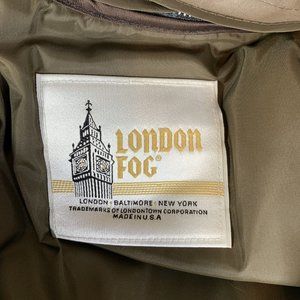 LONDON
FOG®
LONDON · BALTIMORE · NEW YORK
TRADEMARKS OF LONDONTOWN CORPORATION
MADE IN U.S.A